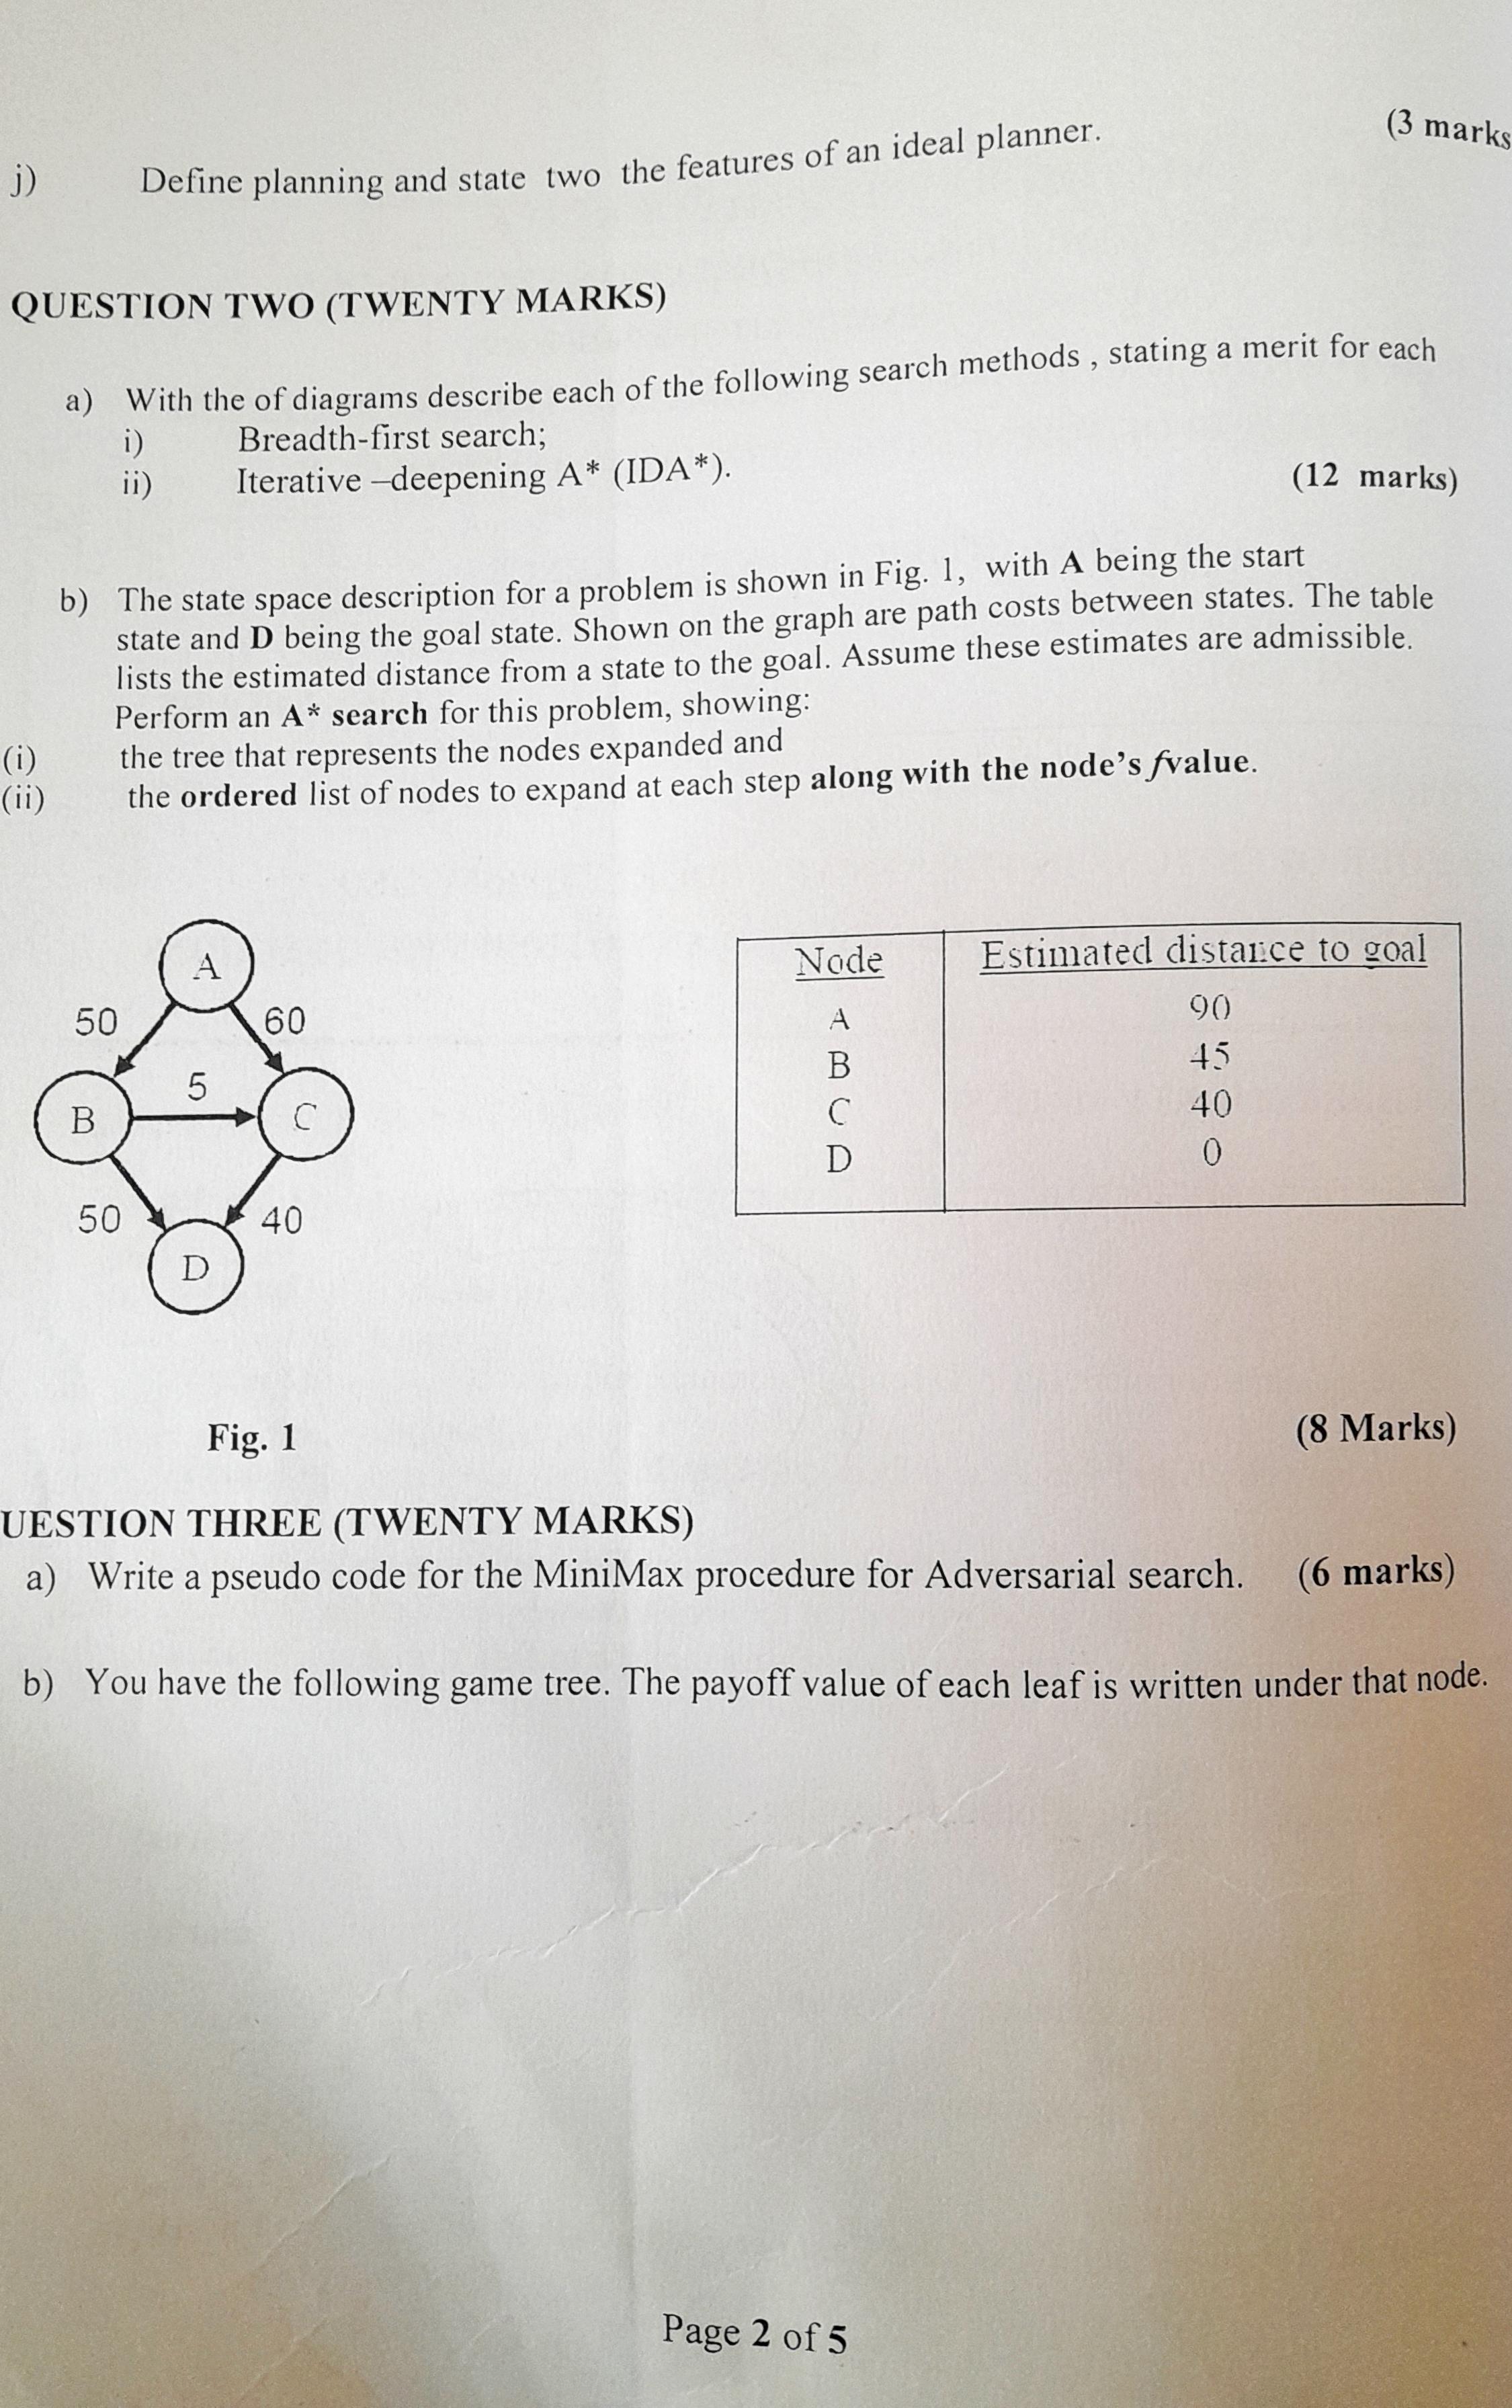 (3 marks
j) Define planning and state two the features of an ideal planner.
QUESTION TWO (TWENTY MARKS)
a) With the of diagrams describe each of the following search methods , stating a merit for each
i) Breadth-first search;
ii) Iterative –deepening A* (IDA*).
(12 marks)
b) The state space description for a problem is shown in Fig. 1, with A being the start
state and D being the goal state. Shown on the graph are path costs between states. The table
lists the estimated distance from a state to the goal. Assume these estimates are admissible.
Perform an A* search for this problem, showing:
(i) the tree that represents the nodes expanded and
(ii) the ordered list of nodes to expand at each step along with the node's fvalue.
A
50 60
5
B C
50 40
D
Node Estimated distance to goal
A 90
B 45
C 40
D 0
Fig. 1
(8 Marks)
UESTION THREE (TWENTY MARKS)
a) Write a pseudo code for the MiniMax procedure for Adversarial search. (6 marks)
b) You have the following game tree. The payoff value of each leaf is written under that node.
Page 2 of 5